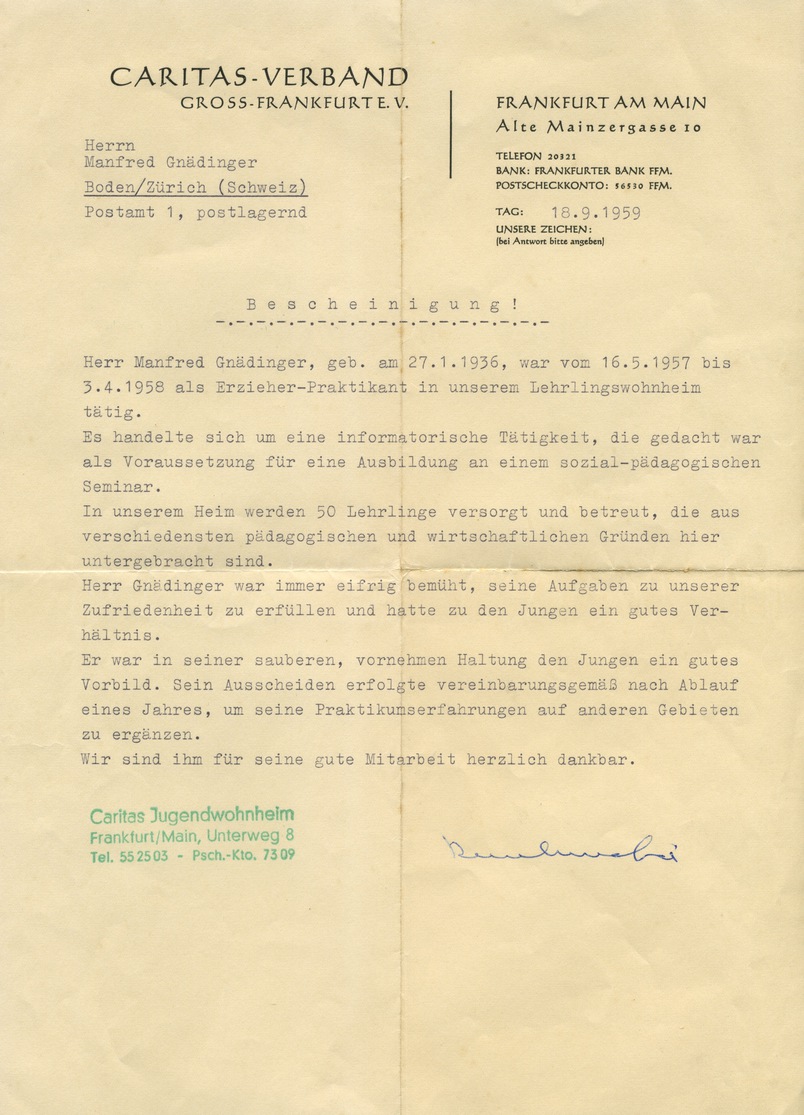 CARITAS-VERBAND
GROSS-FRANKFURT E. V.
FRANKFURT AM MAIN
Alte Mainzergasse 10
TELEFON 20321
BANK: FRANKFURTER BANK FFM.
POSTSCHECKKONTO: 56530 FFM.
TAG: 18.9.1959
UNSERE ZEICHEN:
(bei Antwort bitte angeben)
Herrn
Manfred Gnädinger
Boden/Zürich (Schweiz)
Postamt 1, postlagernd
B e s c h e i n i g u n g !
-.-.-.-.-.-.-.-.-.-.-.-.-.-.-.-.-.-.-.-.-
Herr Manfred Gnädinger, geb. am 27.1.1936, war vom 16.5.1957 bis
3.4.1958 als Erzieher-Praktikant in unserem Lehrlingswohnheim
tätig.
Es handelte sich um eine informatorische Tätigkeit, die gedacht war
als Voraussetzung für eine Ausbildung an einem sozial-pädagogischen
Seminar.
In unserem Heim werden 50 Lehrlinge versorgt und betreut, die aus
verschiedensten pädagogischen und wirtschaftlichen Gründen hier
untergebracht sind.
Herr Gnädinger war immer eifrig bemüht, seine Aufgaben zu unserer
Zufriedenheit zu erfüllen und hatte zu den Jungen ein gutes Ver-
hältnis.
Er war in seiner sauberen, vornehmen Haltung den Jungen ein gutes
Vorbild. Sein Ausscheiden erfolgte vereinbarungsgemäß nach Ablauf
eines Jahres, um seine Praktikumserfahrungen auf anderen Gebieten
zu ergänzen.
Wir sind ihm für seine gute Mitarbeit herzlich dankbar.
Caritas Jugendwohnheim
Frankfurt/Main, Unterweg 8
Tel. 55 25 03 - Psch.-Kto. 73 09